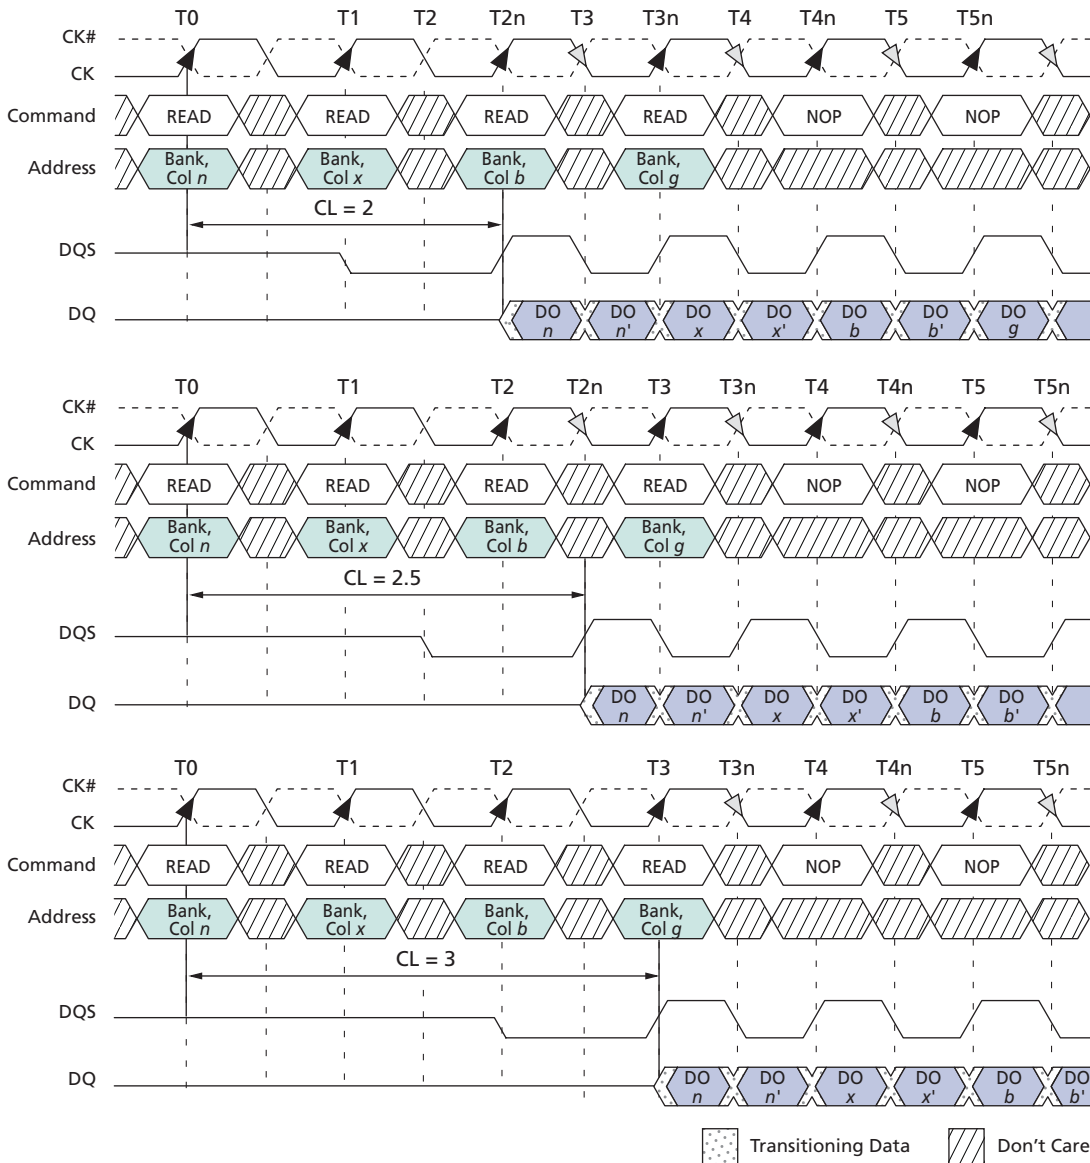 T0 T1 T2 T2n T3 T3n T4 T4n T5 T5n
CK#
CK
Command READ READ READ READ NOP NOP
Address Bank, Col n Bank, Col x Bank, Col b Bank, Col g
CL = 2
DQS
DQ DO n DO n' DO x DO x' DO b DO b' DO g
T0 T1 T2 T2n T3 T3n T4 T4n T5 T5n
CK#
CK
Command READ READ READ READ NOP NOP
Address Bank, Col n Bank, Col x Bank, Col b Bank, Col g
CL = 2.5
DQS
DQ DO n DO n' DO x DO x' DO b DO b'
T0 T1 T2 T3 T3n T4 T4n T5 T5n
CK#
CK
Command READ READ READ READ NOP NOP
Address Bank, Col n Bank, Col x Bank, Col b Bank, Col g
CL = 3
DQS
DQ DO n DO n' DO x DO x' DO b DO b'
Transitioning Data Don't Care